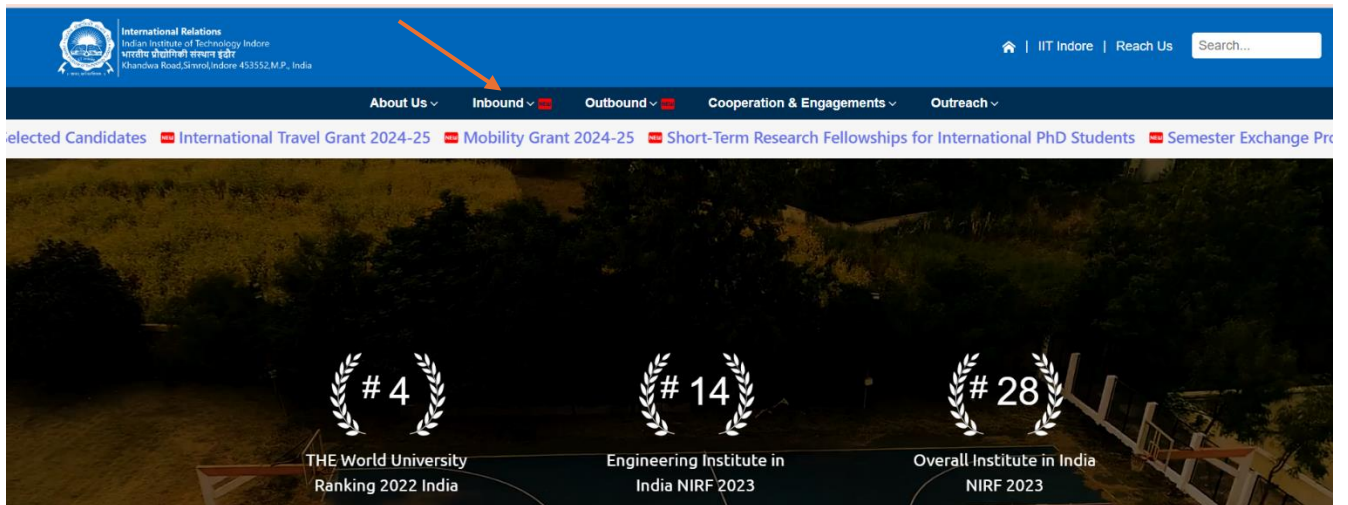 International Relations
Indian Institute of Technology Indore
भारतीय प्रौद्योगिकी संस्थान इंदौर
Khandwa Road,Simrol,Indore 453552,M.P., India
| IIT Indore | Reach Us
Search...
About Us Inbound NEW Outbound NEW Cooperation & Engagements Outreach
elected Candidates NEW International Travel Grant 2024-25 NEW Mobility Grant 2024-25 NEW Short-Term Research Fellowships for International PhD Students NEW Semester Exchange Pro
# 4
THE World University
Ranking 2022 India
# 14
Engineering Institute in
India NIRF 2023
# 28
Overall Institute in India
NIRF 2023